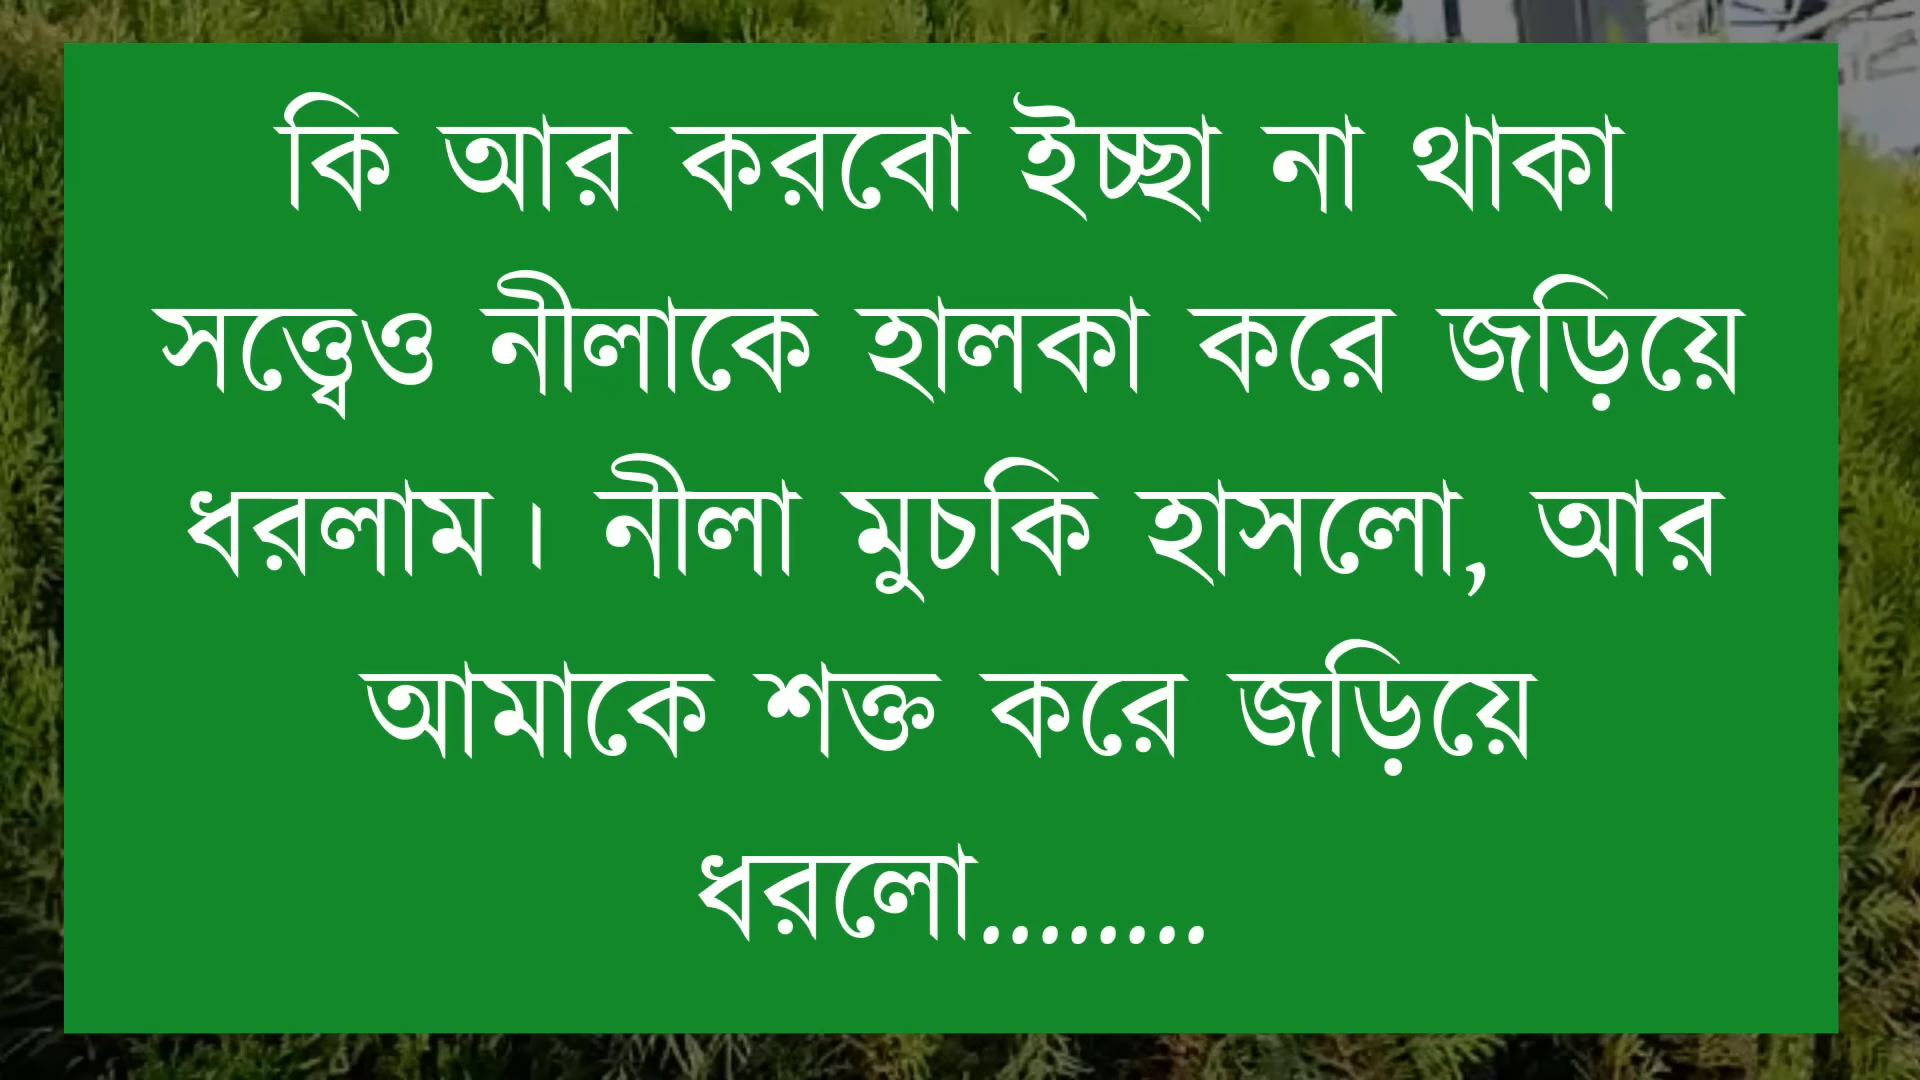 কি আর করবো ইচ্ছা না থাকা
সত্ত্বেও নীলাকে হালকা করে জড়িয়ে
ধরলাম। নীলা মুচকি হাসলো, আর
আমাকে শক্ত করে জড়িয়ে
ধরলো........